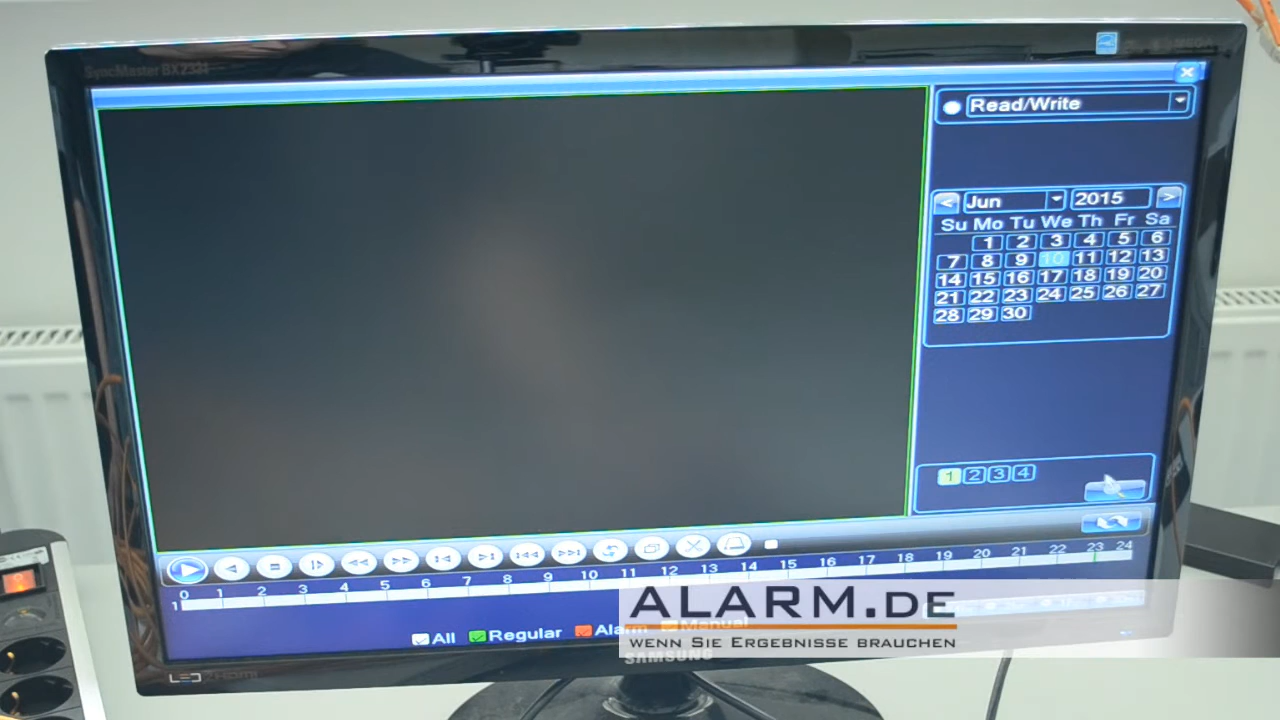 SyncMaster BX2331
Read/Write
Jun 2015
Su Mo Tu We Th Fr Sa
1 2 3 4 5 6
7 8 9 10 11 12 13
14 15 16 17 18 19 20
21 22 23 24 25 26 27
28 29 30
1 2 3 4
0 1 2 3 4 5 6 7 8 9 10 11 12 13 14 15 16 17 18 19 20 21 22 23 24
1
All Regular Alarm Manual
ALARM.DE
WENN SIE ERGEBNISSE BRAUCHEN
SAMSUNG
LED HDMI